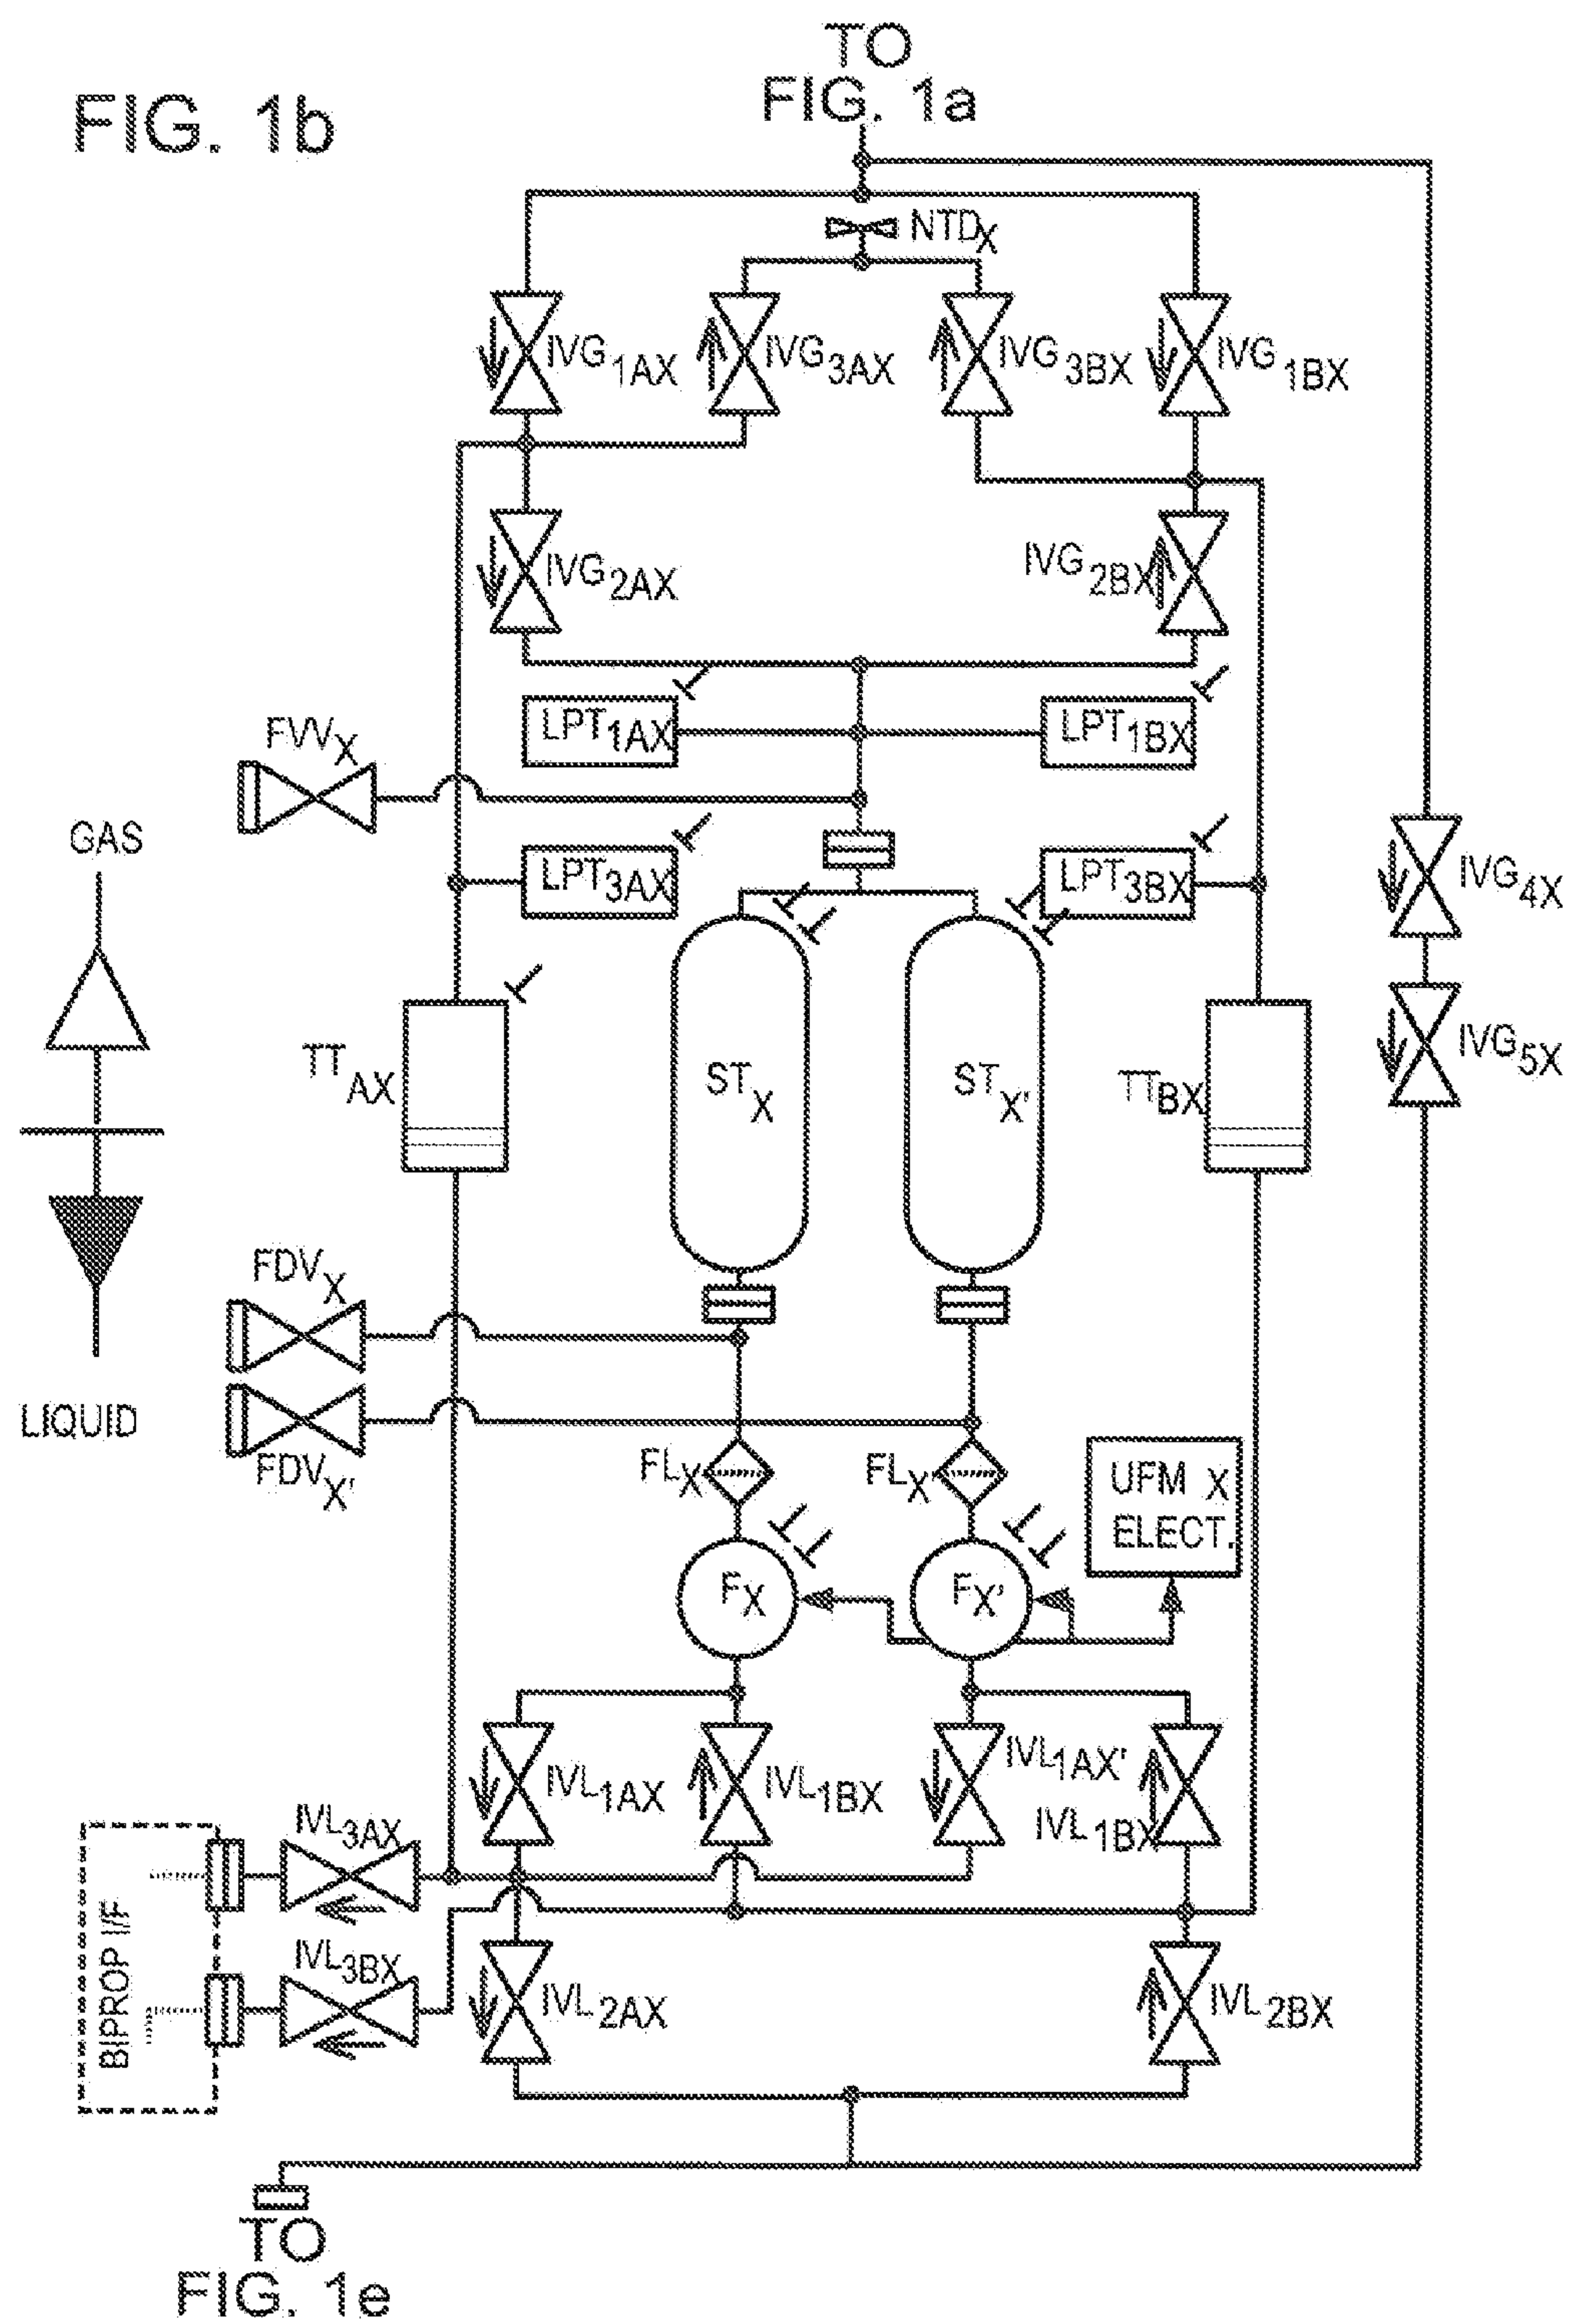 TO
FIG. 1a
FIG. 1b
NTDX
IVG1AX
IVG3AX
IVG3BX
IVG1BX
IVG2AX
IVG2BX
LPT1AX
LPT1BX
FVVX
GAS
LPT3AX
LPT3BX
IVG4X
IVG5X
TTAX
STX
STX'
TTBX
FDVX
LIQUID
FDVX'
FLX
FLX'
UFM X
ELECT.
FX
FX'
IVL1AX
IVL1BX
IVL1AX'
IVL1BX
IVL3AX
BIPROP I/F
IVL3BX
IVL2AX
IVL2BX
TO
FIG. 1e